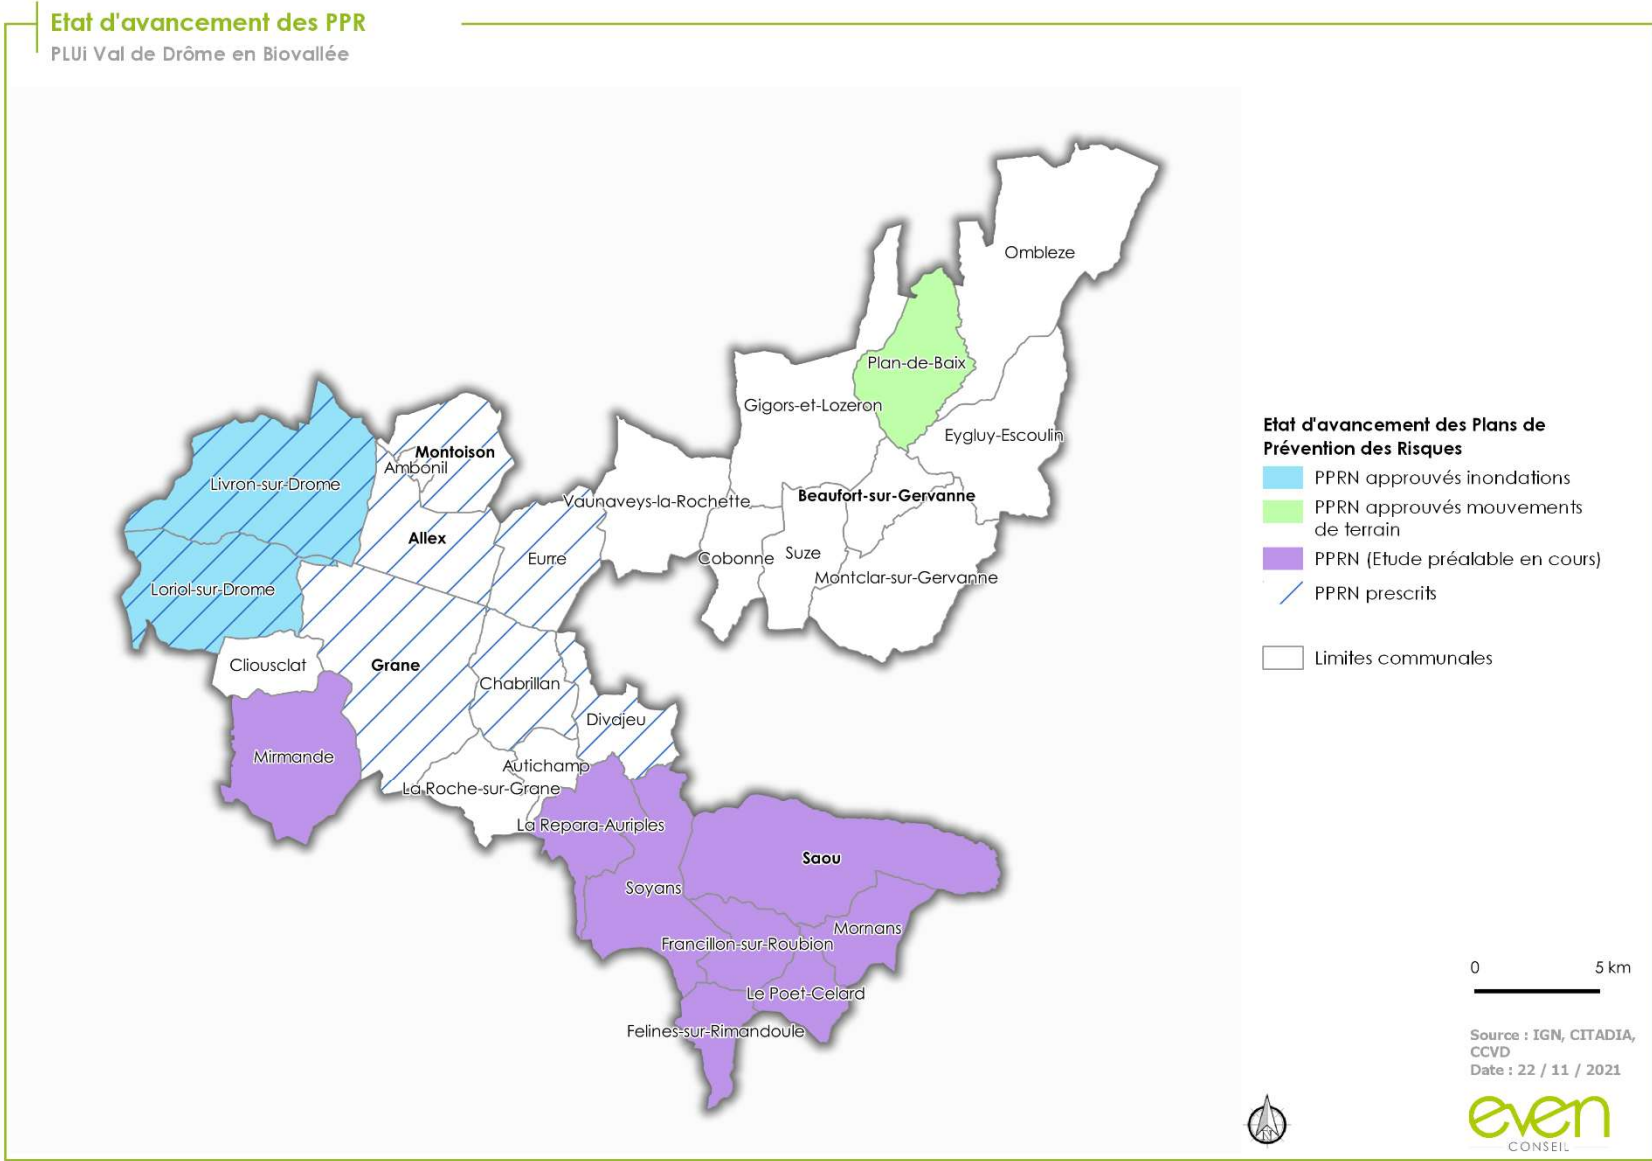 Etat d'avancement des PPR
PLUi Val de Drôme en Biovallée
Ombleze
Plan-de-Baix
Gigors-et-Lozeron
Eygluy-Escoulin
Montoison
Ambonil
Livron-sur-Drome
Vaunaveys-la-Rochette
Beaufort-sur-Gervanne
Allex
Eurre
Cobonne
Suze
Montclar-sur-Gervanne
Loriol-sur-Drome
Cliousclat
Grane
Chabrillan
Divajeu
Mirmande
Autichamp
La Roche-sur-Grane
La Repara-Auriples
Saou
Soyans
Mornans
Francillon-sur-Roubion
Le Poet-Celard
Felines-sur-Rimandoule
Etat d'avancement des Plans de
Prévention des Risques
PPRN approuvés inondations
PPRN approuvés mouvements
de terrain
PPRN (Etude préalable en cours)
PPRN prescrits
Limites communales
0 5 km
Source : IGN, CITADIA,
CCVD
Date : 22 / 11 / 2021
N
even
CONSEIL